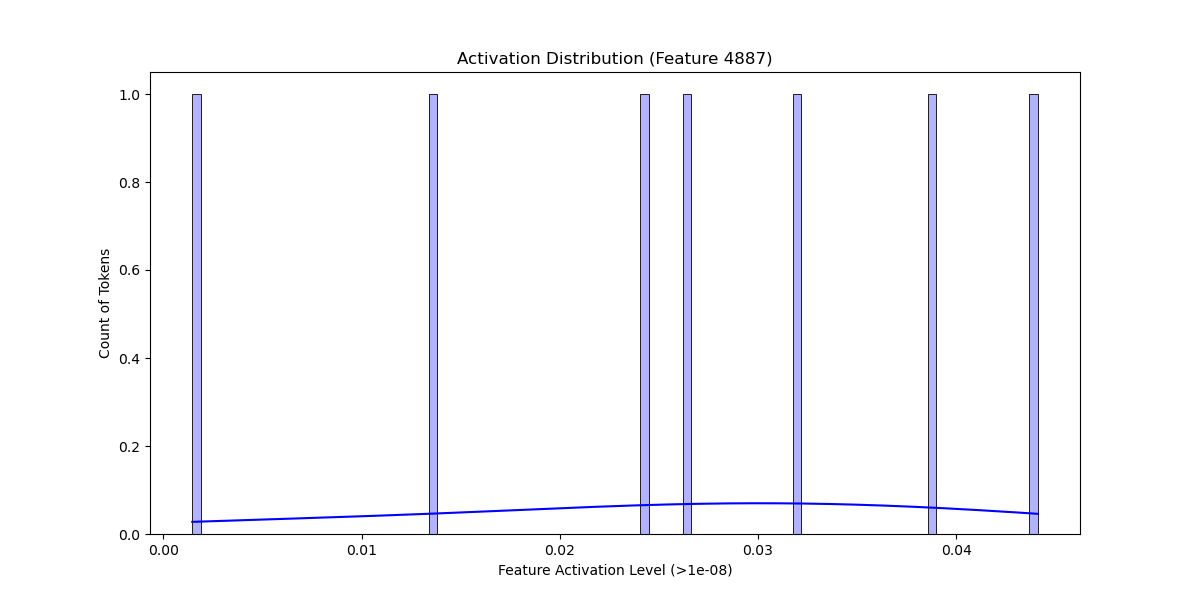 Activation Distribution (Feature 4887)
Count of Tokens
1.0
0.8
0.6
0.4
0.2
0.0
0.00 0.01 0.02 0.03 0.04
Feature Activation Level (>1e-08)